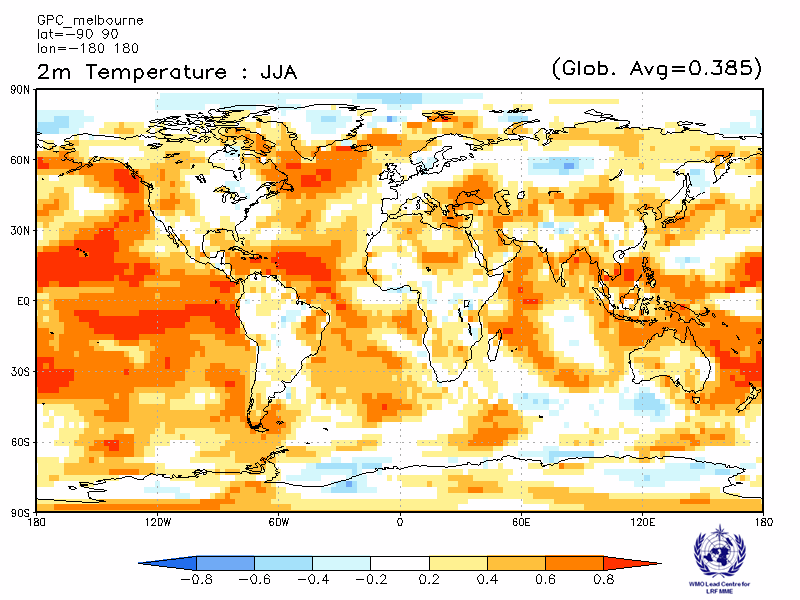 GPC_melbourne
lat=-90 90
lon=-180 180
2m Temperature : JJA
(Glob. Avg=0.385)
90N
60N
30N
EQ
30S
60S
90S
180 120W 60W 0 60E 120E 180
-0.8 -0.6 -0.4 -0.2 0.2 0.4 0.6 0.8
WMO Lead Centre for
LRF MME